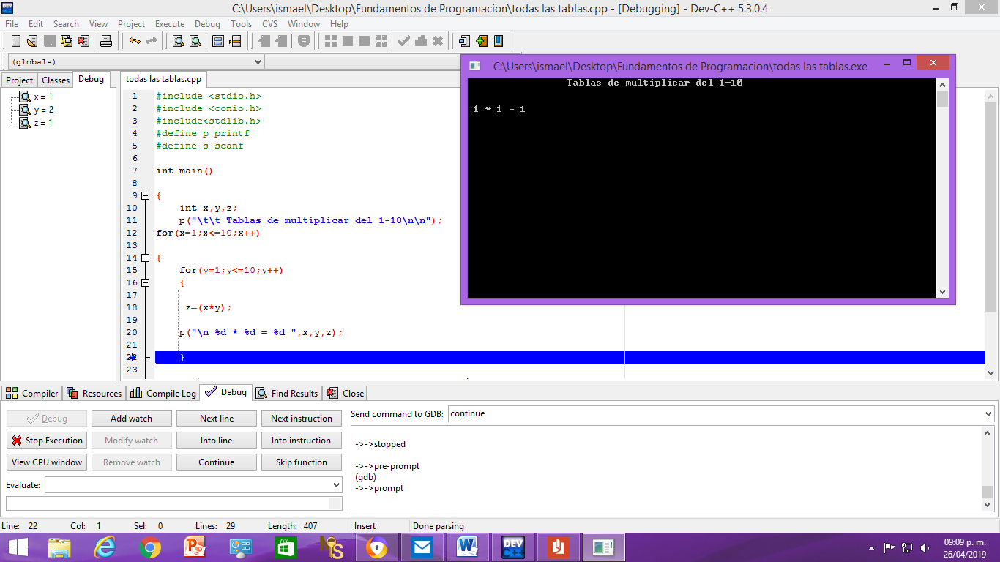 C:\Users\ismael\Desktop\Fundamentos de Programacion\todas las tablas.cpp - [Debugging] - Dev-C++ 5.3.0.4
File Edit Search View Project Execute Debug Tools CVS Window Help
(globals)
Project Classes Debug
x = 1
y = 2
z = 1
todas las tablas.cpp
1 #include <stdio.h>
2 #include <conio.h>
3 #include<stdlib.h>
4 #define p printf
5 #define s scanf
6
7 int main()
8
9 {
10 int x,y,z;
11 p("\t\t Tablas de multiplicar del 1-10\n\n");
12 for(x=1;x<=10;x++)
13
14 {
15 for(y=1;y<=10;y++)
16 {
17
18 z=(x*y);
19
20 p("\n %d * %d = %d ",x,y,z);
21
22 }
23
C:\Users\ismael\Desktop\Fundamentos de Programacion\todas las tablas.exe
Tablas de multiplicar del 1-10
1 * 1 = 1
Compiler Resources Compile Log Debug Find Results Close
Debug Add watch Next line Next instruction
Stop Execution Modify watch Into line Into instruction
View CPU window Remove watch Continue Skip function
Evaluate:
Send command to GDB: continue
->->stopped
->->pre-prompt
(gdb)
->->prompt
Line: 22 Col: 1 Sel: 0 Lines: 29 Length: 407 Insert Done parsing
DEV C++
09:09 p. m.
26/04/2019